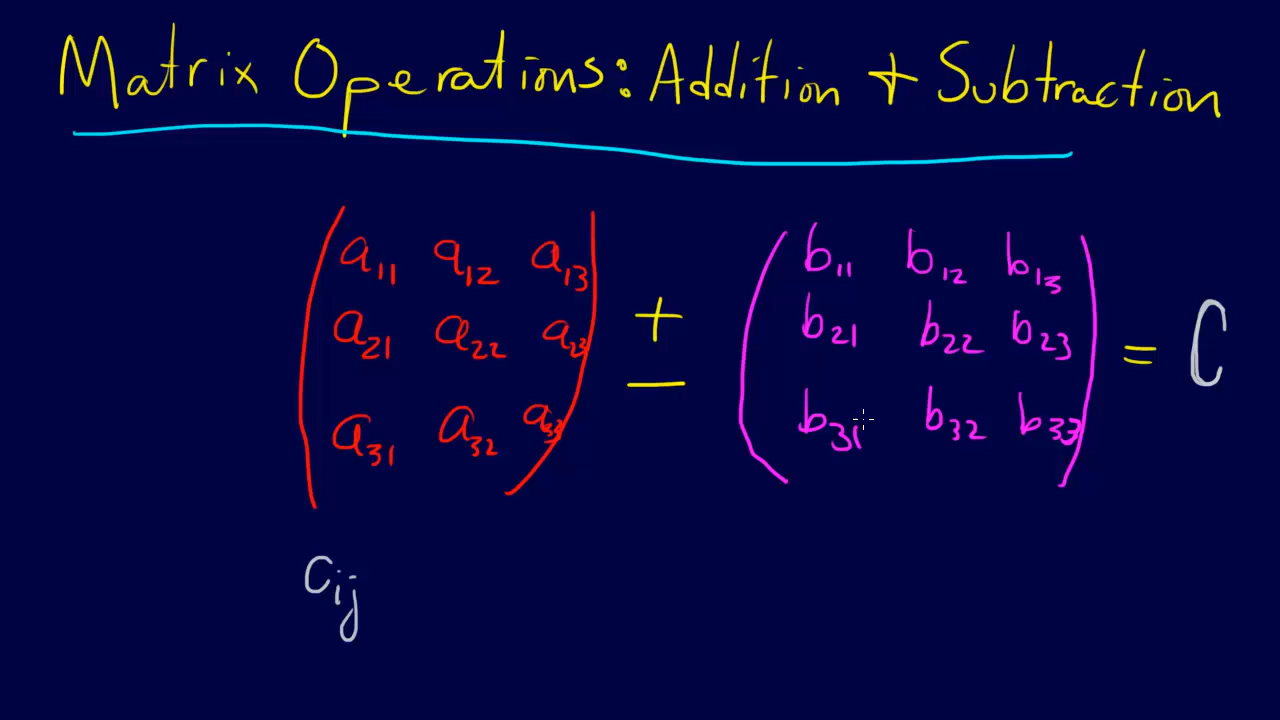 Matrix Operations: Addition + Subtraction
a11 a12 a13 b11 b12 b13
a21 a22 a23 ± b21 b22 b23 = C
a31 a32 a33 b31 b32 b33
cij